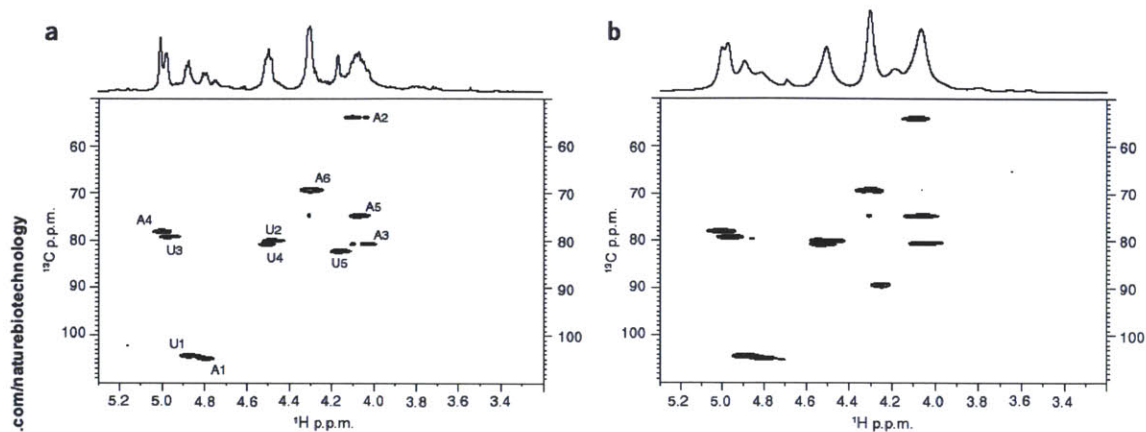 a
A2
60
60
A6
70
70
A5
A4
U2
A3
80
80
U3
U4
U5
90
90
100
100
U1
A1
5.2 5.0 4.8 4.6 4.4 4.2 4.0 3.8 3.6 3.4
¹H p.p.m.
¹³C p.p.m.
b
60
60
70
70
80
80
90
90
100
100
5.2 5.0 4.8 4.6 4.4 4.2 4.0 3.8 3.6 3.4
¹H p.p.m.
¹³C p.p.m.
.com/naturebiotechnology